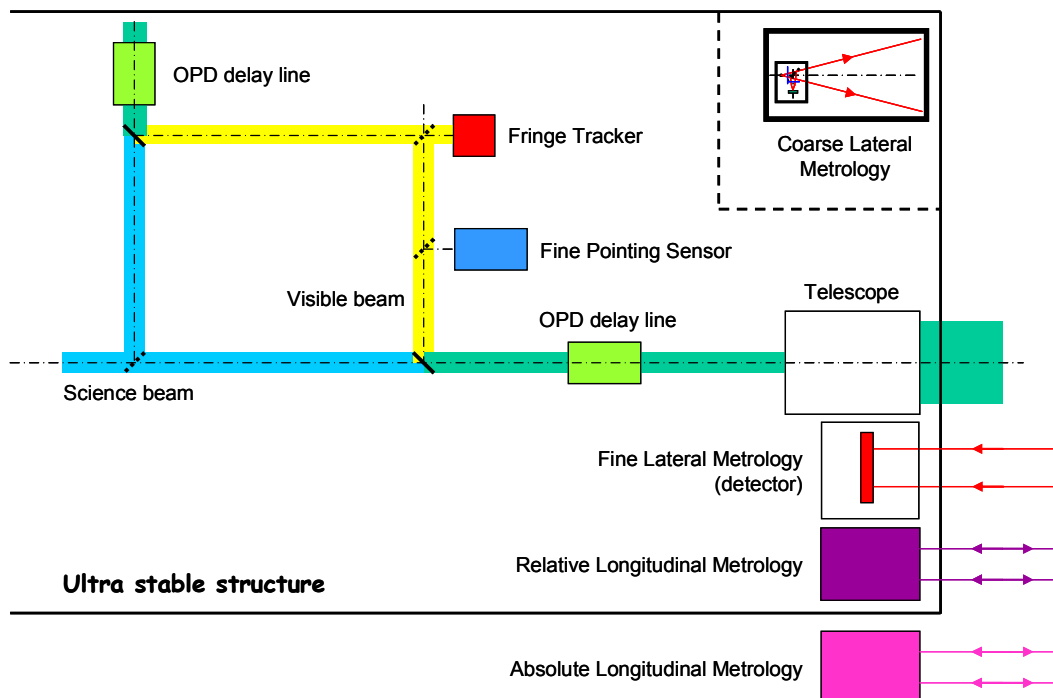 OPD delay line
Fringe Tracker
Coarse Lateral
Metrology
Fine Pointing Sensor
Visible beam
Telescope
OPD delay line
Science beam
Fine Lateral Metrology
(detector)
Relative Longitudinal Metrology
Ultra stable structure
Absolute Longitudinal Metrology